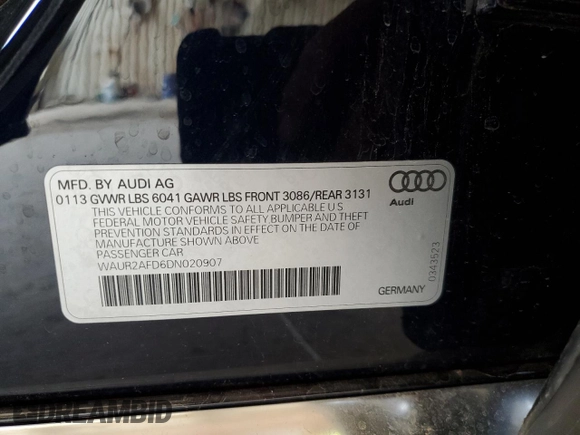 MFD. BY AUDI AG
0113 GVWR LBS 6041 GAWR LBS FRONT 3086/REAR 3131
THIS VEHICLE CONFORMS TO ALL APPLICABLE U S
FEDERAL MOTOR VEHICLE SAFETY BUMPER AND THEFT
PREVENTION STANDARDS IN EFFECT ON THE DATE OF
MANUFACTURE SHOWN ABOVE
PASSENGER CAR
WAUR2AFD6DN020907
Audi
0343523
GERMANY
DREAMBID